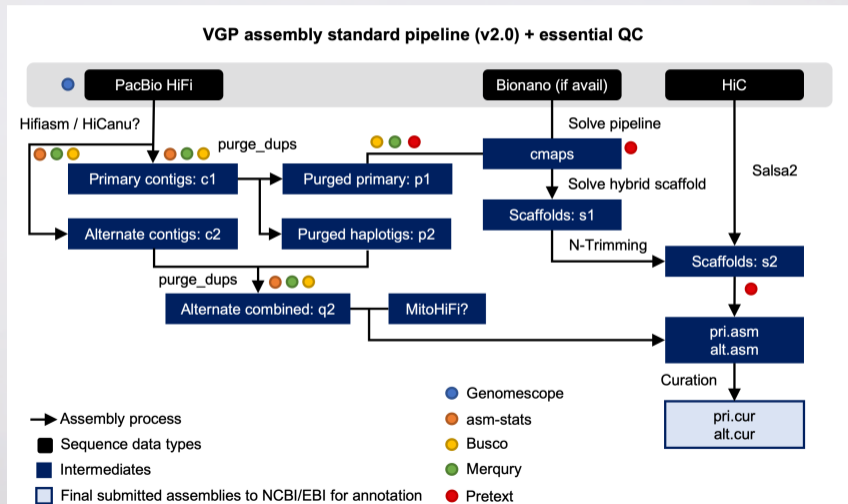 VGP assembly standard pipeline (v2.0) + essential QC
PacBio HiFi
Bionano (if avail)
HiC
Hifiasm / HiCanu?
purge_dups
Solve pipeline
cmaps
Salsa2
Primary contigs: c1
Purged primary: p1
Solve hybrid scaffold
Scaffolds: s1
Alternate contigs: c2
Purged haplotigs: p2
N-Trimming
Scaffolds: s2
purge_dups
Alternate combined: q2
MitoHiFi?
pri.asm
alt.asm
Curation
pri.cur
alt.cur
Assembly process
Sequence data types
Intermediates
Final submitted assemblies to NCBI/EBI for annotation
Genomescope
asm-stats
Busco
Merqury
Pretext